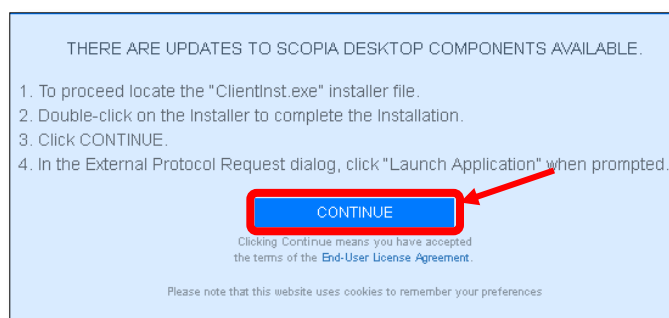 THERE ARE UPDATES TO SCOPIA DESKTOP COMPONENTS AVAILABLE.
1. To proceed locate the "ClientInst.exe" installer file.
2. Double-click on the Installer to complete the Installation.
3. Click CONTINUE.
4. In the External Protocol Request dialog, click "Launch Application" when prompted.
CONTINUE
Clicking Continue means you have accepted
the terms of the End-User License Agreement.
Please note that this website uses cookies to remember your preferences